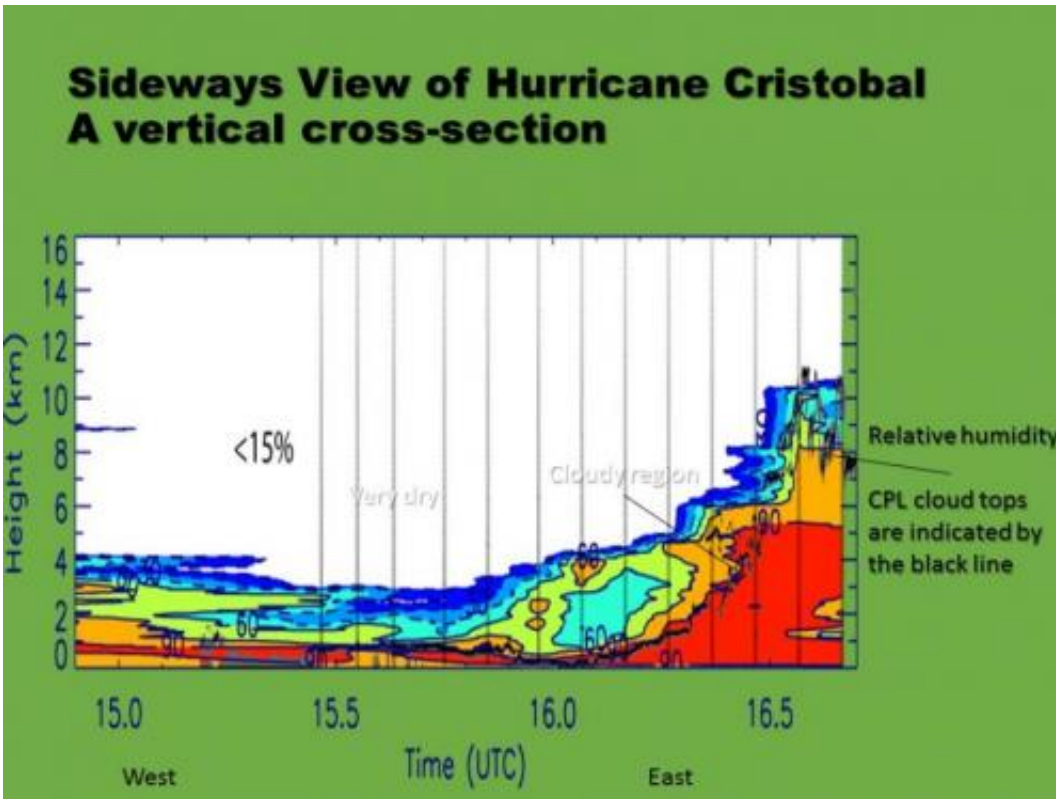 Sideways View of Hurricane Cristobal
A vertical cross-section
16
14
12
10
8
6
4
2
0
Height (km)
<15%
Very dry
Cloudy region
60
90
60
60
90
90
Relative humidity
CPL cloud tops
are indicated by
the black line
15.0
15.5
16.0
16.5
Time (UTC)
West
East